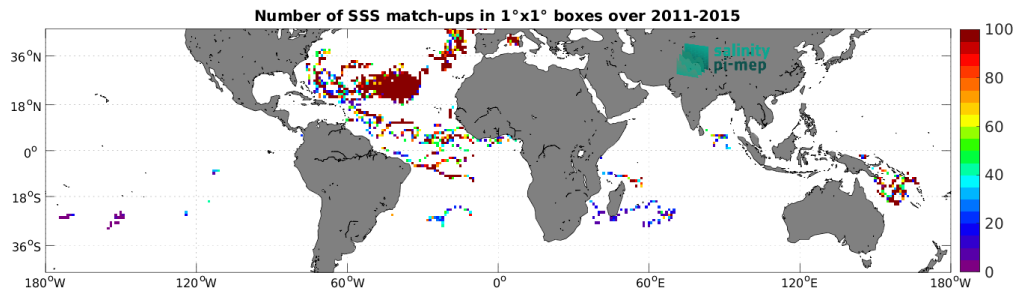 Number of SSS match-ups in 1°x1° boxes over 2011-2015
36°N
18°N
0°
18°S
36°S
180°W
120°W
60°W
0°
60°E
120°E
180°W
salinity
pi-mep
100
80
60
40
20
0